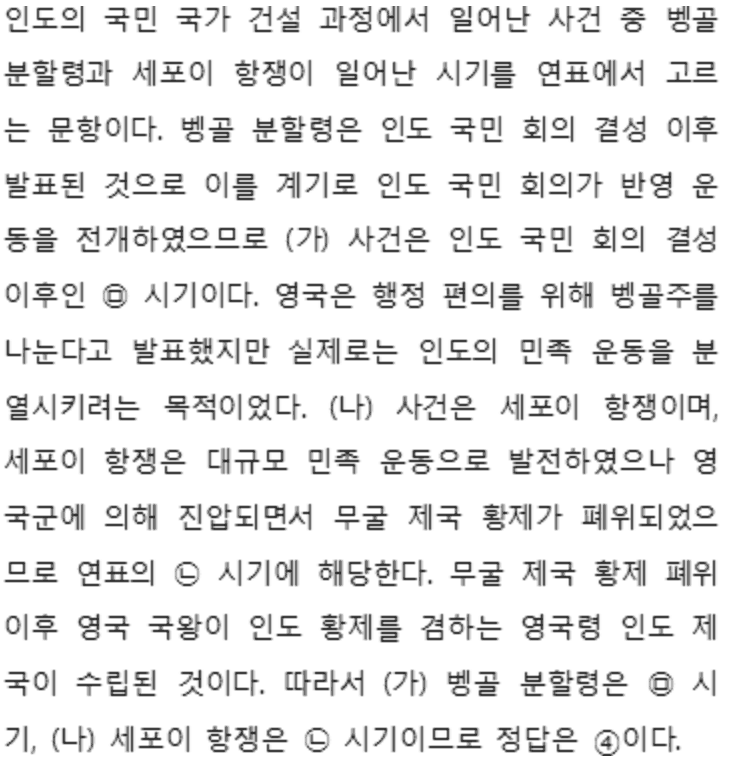 인도의 국민 국가 건설 과정에서 일어난 사건 중 벵골
분할령과 세포이 항쟁이 일어난 시기를 연표에서 고르
는 문항이다. 벵골 분할령은 인도 국민 회의 결성 이후
발표된 것으로 이를 계기로 인도 국민 회의가 반영 운
동을 전개하였으므로 (가) 사건은 인도 국민 회의 결성
이후인 ㉤ 시기이다. 영국은 행정 편의를 위해 벵골주를
나눈다고 발표했지만 실제로는 인도의 민족 운동을 분
열시키려는 목적이었다. (나) 사건은 세포이 항쟁이며,
세포이 항쟁은 대규모 민족 운동으로 발전하였으나 영
국군에 의해 진압되면서 무굴 제국 황제가 폐위되었으
므로 연표의 ㉡ 시기에 해당한다. 무굴 제국 황제 폐위
이후 영국 국왕이 인도 황제를 겸하는 영국령 인도 제
국이 수립된 것이다. 따라서 (가) 벵골 분할령은 ㉤ 시
기, (나) 세포이 항쟁은 ㉡ 시기이므로 정답은 ④이다.